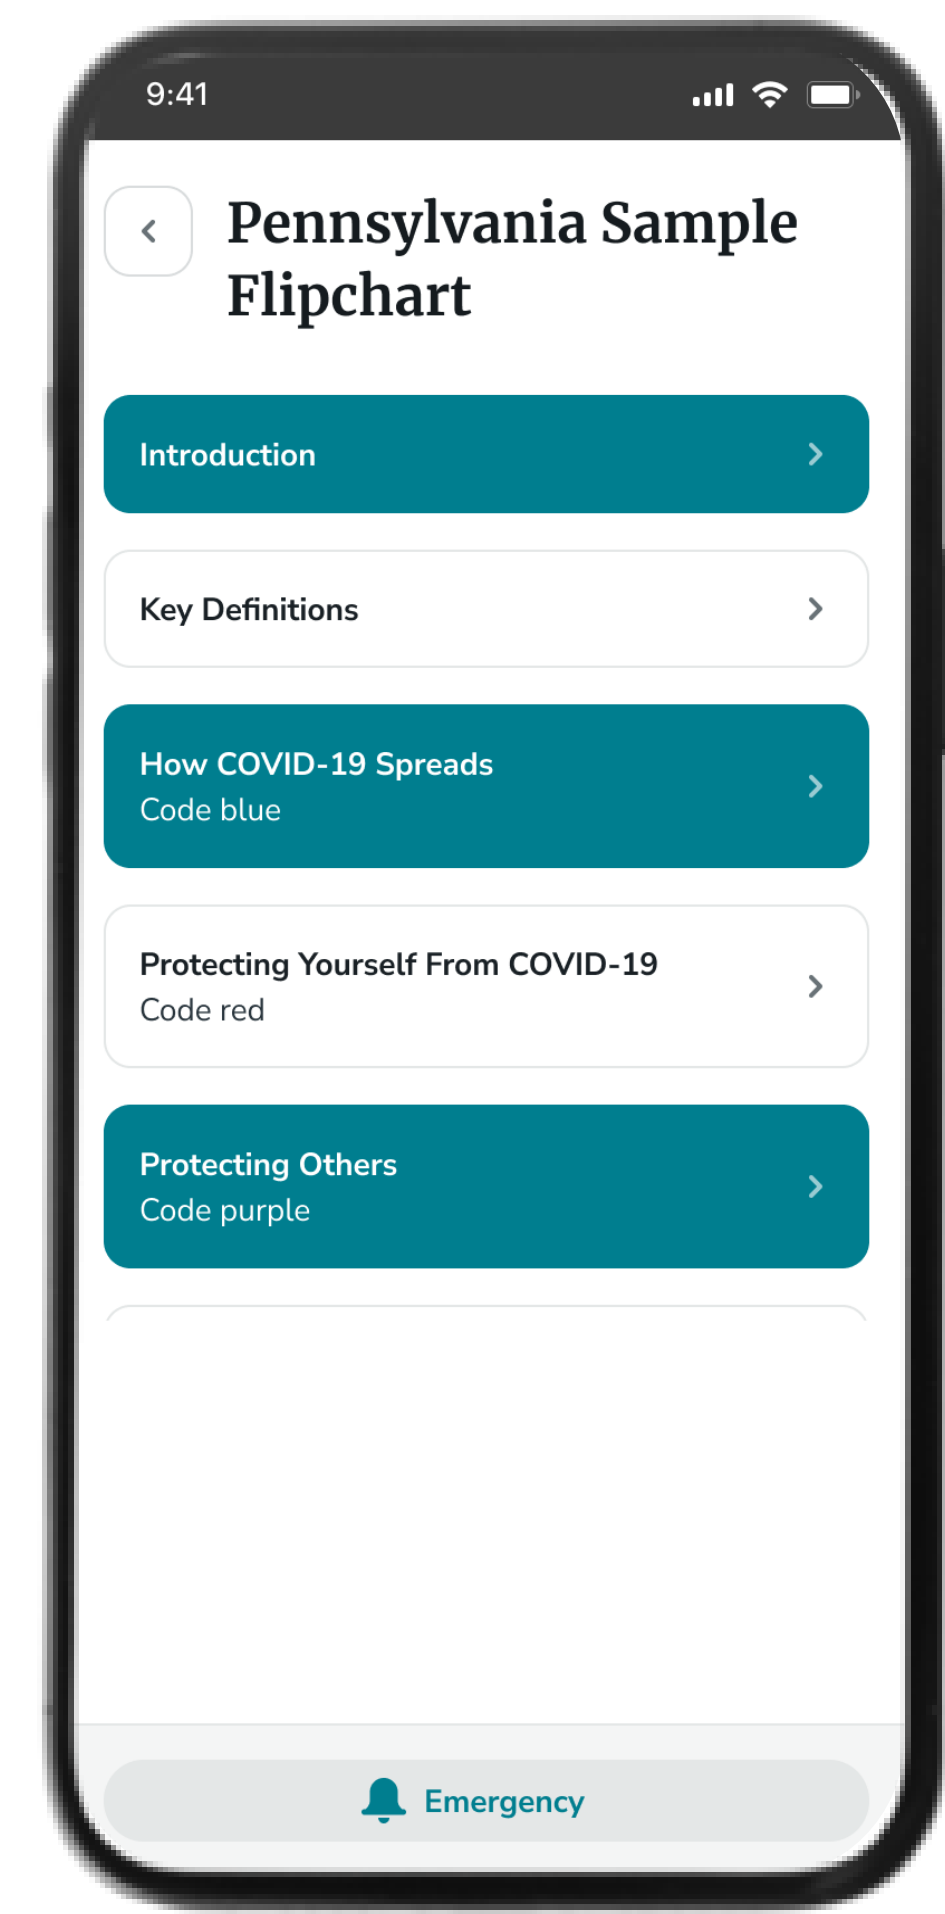 9:41
Pennsylvania Sample
Flipchart
Introduction
Key Definitions
How COVID-19 Spreads
Code blue
Protecting Yourself From COVID-19
Code red
Protecting Others
Code purple
Emergency